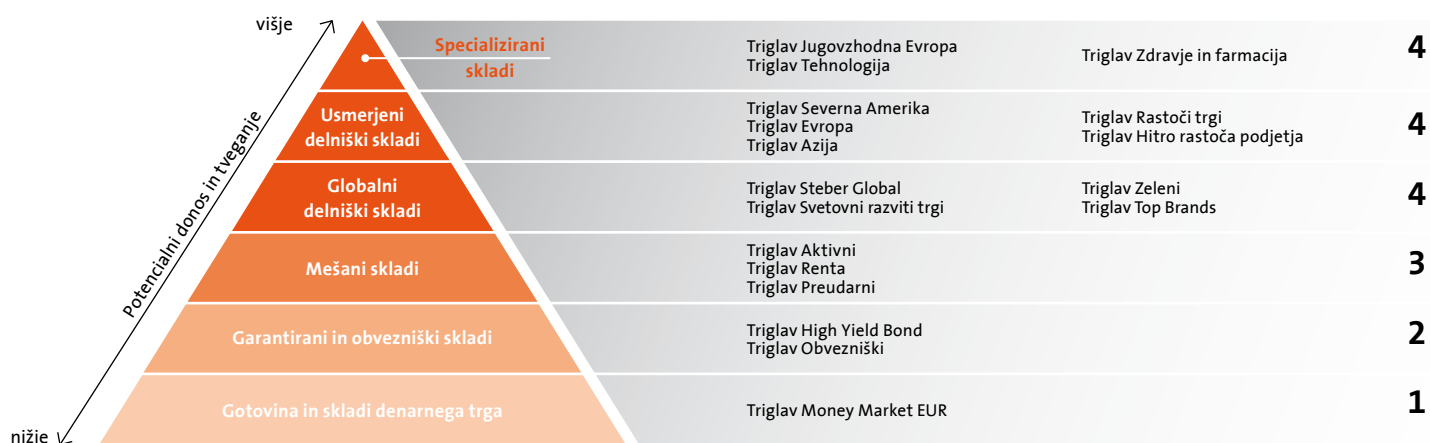 višje
Potencialni donos in tveganje
nižje
Specializirani
skladi
Triglav Jugovzhodna Evropa
Triglav Tehnologija
Triglav Zdravje in farmacija
4
Usmerjeni
delniški skladi
Triglav Severna Amerika
Triglav Evropa
Triglav Azija
Triglav Rastoči trgi
Triglav Hitro rastoča podjetja
4
Globalni
delniški skladi
Triglav Steber Global
Triglav Svetovni razviti trgi
Triglav Zeleni
Triglav Top Brands
4
Mešani skladi
Triglav Aktivni
Triglav Renta
Triglav Preudarni
3
Garantirani in obvezniški skladi
Triglav High Yield Bond
Triglav Obvezniški
2
Gotovina in skladi denarnega trga
Triglav Money Market EUR
1